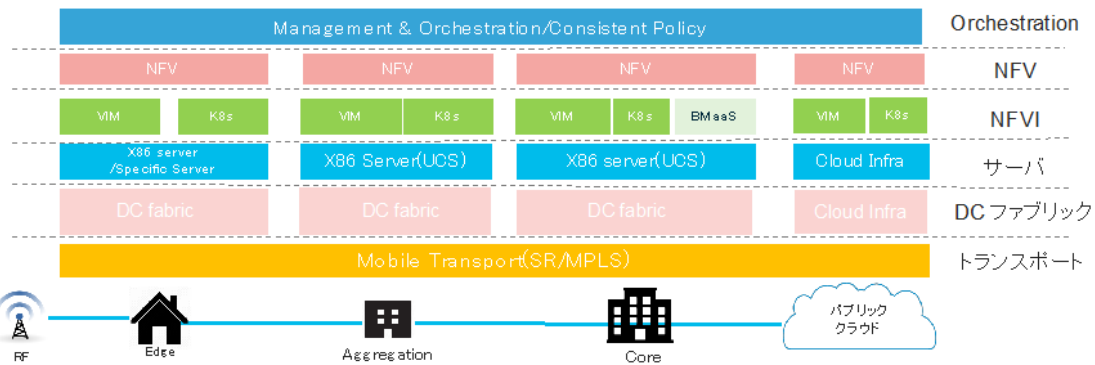 Management & Orchestration/Consistent Policy
Orchestration
NFV
NFV
NFV
NFV
NFV
VIM
K8s
VIM
K8s
VIM
K8s
BMaaS
VIM
K8s
NFVI
X86 server
/Specific Server
X86 Server(UCS)
X86 server(UCS)
Cloud Infra
サーバ
DC fabric
DC fabric
DC fabric
Cloud Infra
DC ファブリック
Mobile Transport(SR/MPLS)
トランスポート
RF
Edge
Aggregation
Core
パブリック
クラウド